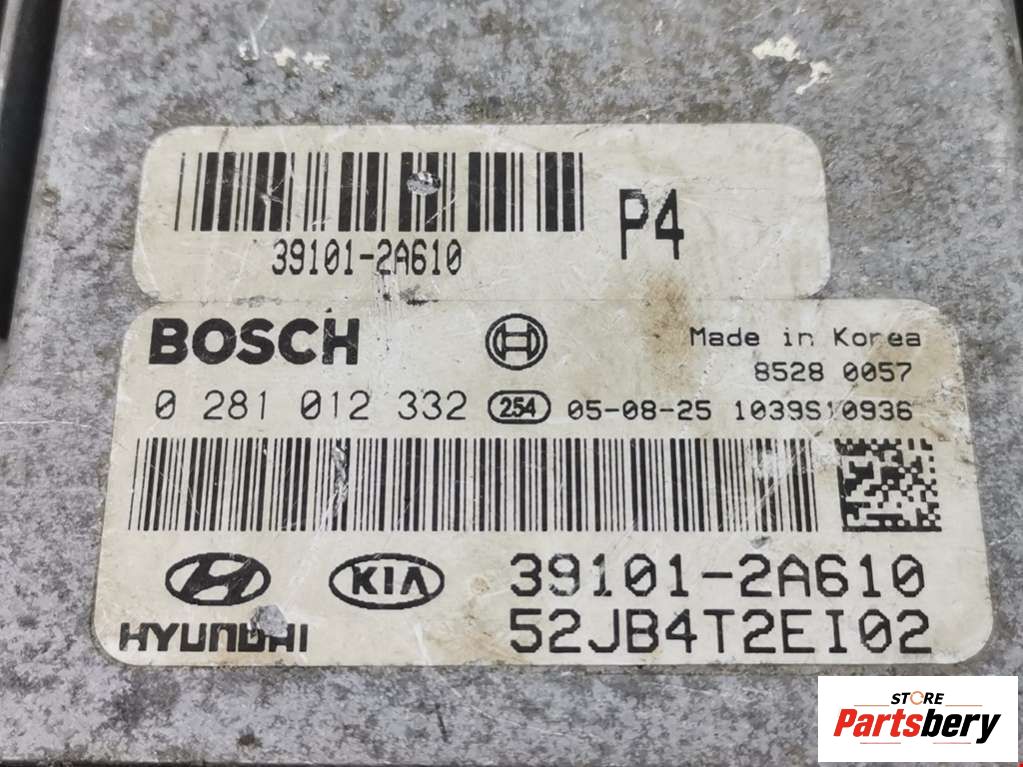 39101-2A610
P4
BOSCH
Made in Korea
8528 0057
0 281 012 332 254 05-08-25 1039S10936
HYUNDAI
KIA
39101-2A610
52JB4T2EI02
STORE
Partsbery